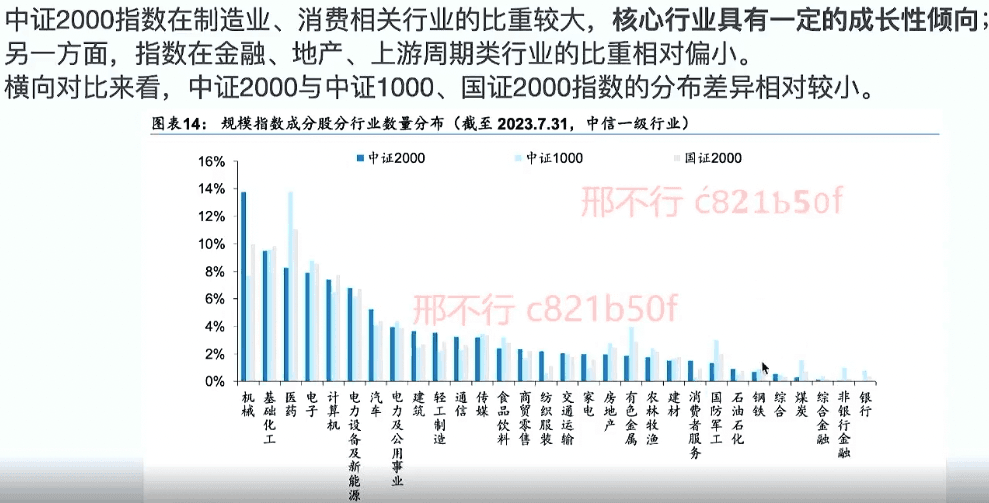 中证2000指数在制造业、消费相关行业的比重较大，核心行业具有一定的成长性倾向；
另一方面，指数在金融、地产、上游周期类行业的比重相对偏小。
横向对比来看，中证2000与中证1000、国证2000指数的分布差异相对较小。
图表14： 规模指数成分股分行业数量分布（截至 2023.7.31，中信一级行业）
中证2000 中证1000 国证2000
16%
14%
12%
10%
8%
6%
4%
2%
0%
邢不行 c821b50f
邢不行 c821b50f
机械
基础化工
医药
电子
计算机
电力设备及新能源
汽车
电力及公用事业
建筑
轻工制造
通信
传媒
食品饮料
商贸零售
纺织服装
交通运输
家电
房地产
有色金属
农林牧渔
建材
消费者服务
国防军工
石油石化
钢铁
综合
煤炭
综合金融
非银行金融
银行